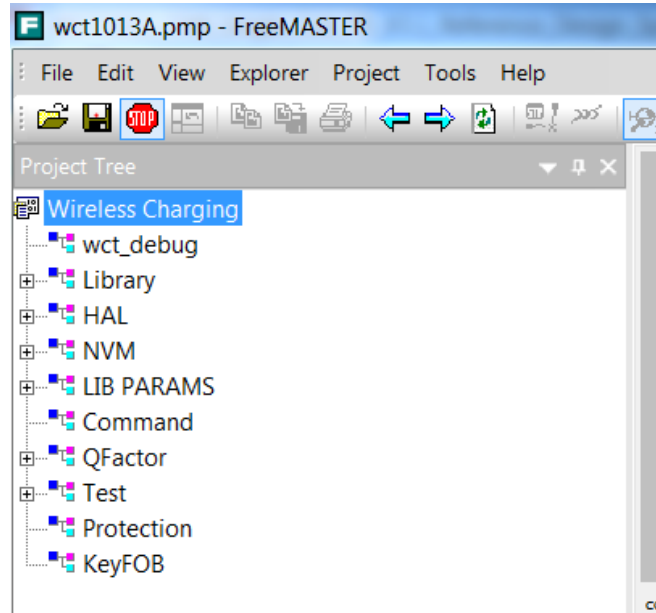 wct1013A.pmp - FreeMASTER
File Edit View Explorer Project Tools Help
STOP
Project Tree
Wireless Charging
wct_debug
Library
HAL
NVM
LIB PARAMS
Command
QFactor
Test
Protection
KeyFOB